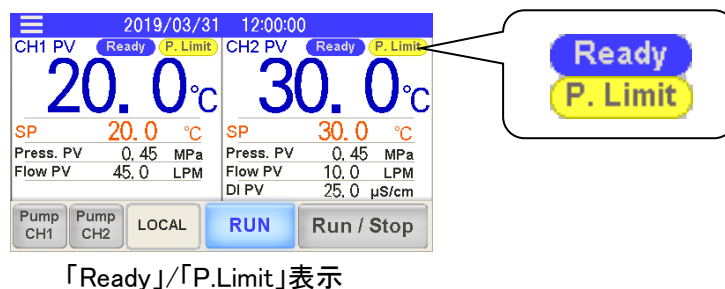 2019/03/31 12:00:00
CH1 PV Ready P. Limit CH2 PV Ready P. Limit
20. 0 ℃ 30. 0 ℃
SP 20. 0 ℃ SP 30. 0 ℃
Press. PV 0. 45 MPa Press. PV 0. 45 MPa
Flow PV 45. 0 LPM Flow PV 10. 0 LPM
DI PV 25. 0 μS/cm
Pump CH1 Pump CH2 LOCAL RUN Run / Stop
Ready
P. Limit
「Ready」/「P.Limit」表示